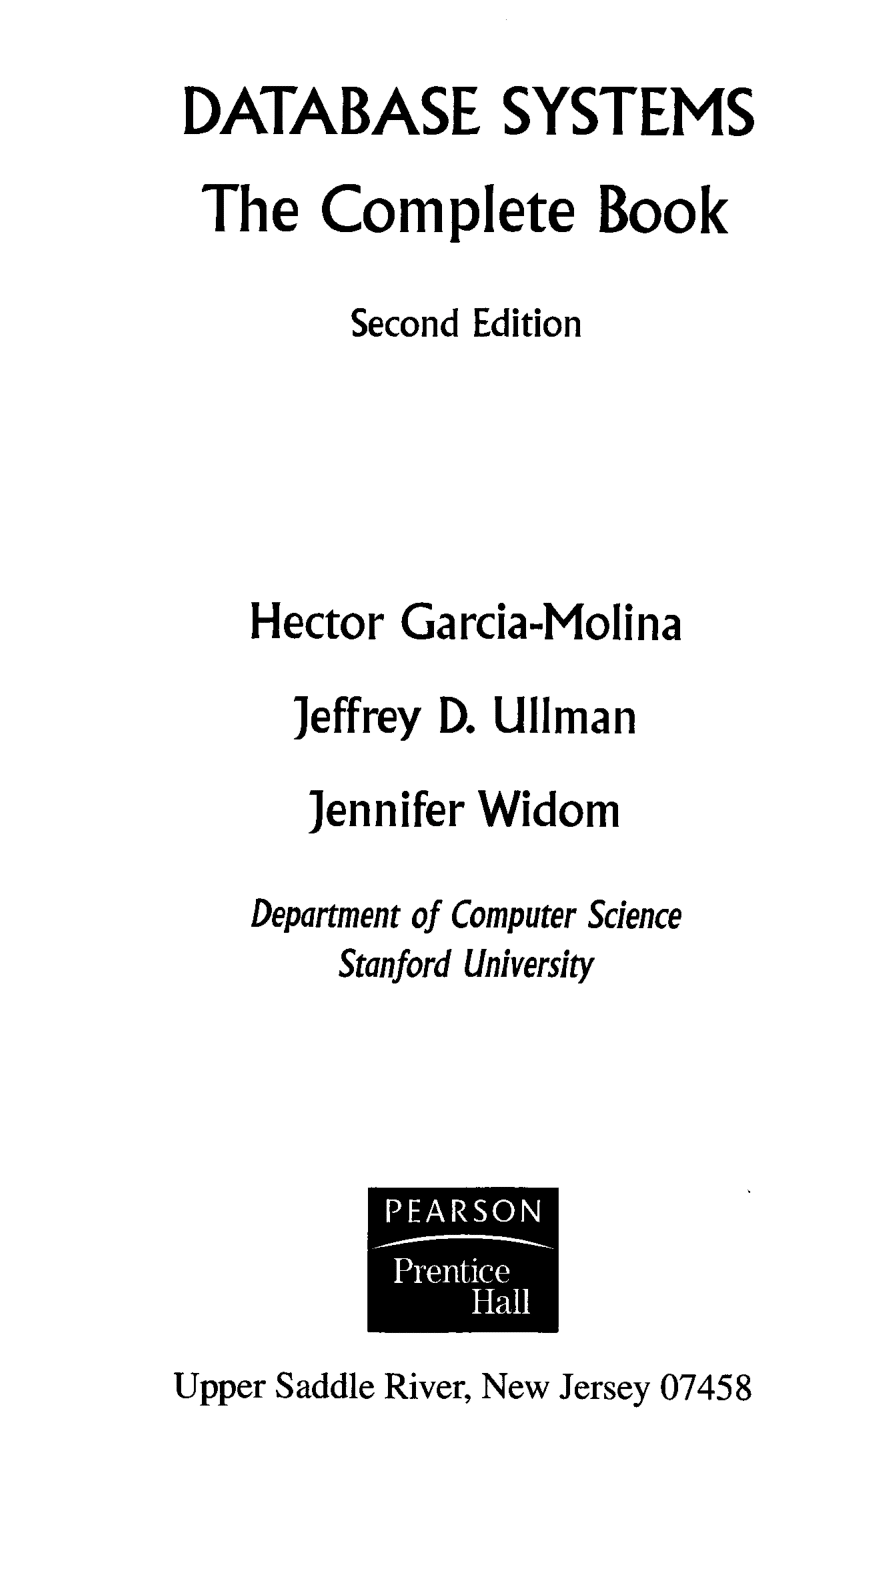 DATABASE SYSTEMS
The Complete Book
Second Edition
Hector Garcia-Molina
Jeffrey D. Ullman
Jennifer Widom
Department of Computer Science
Stanford University
PEARSON
Prentice
Hall
Upper Saddle River, New Jersey 07458